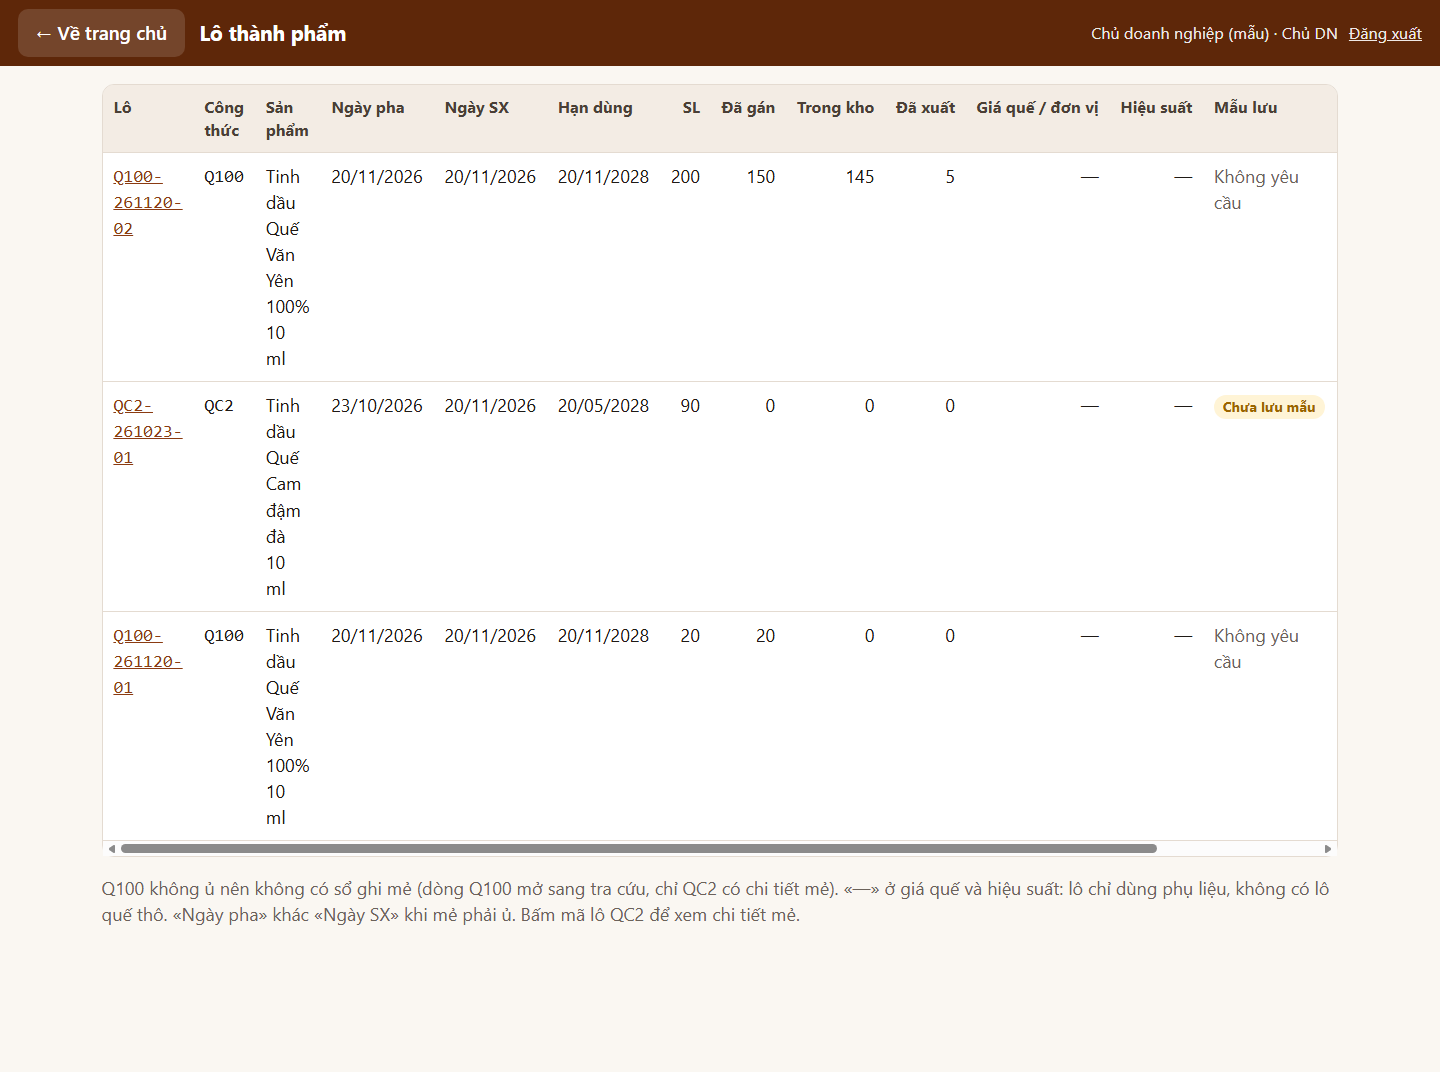 ← Về trang chủ
Lô thành phẩm
Chủ doanh nghiệp (mẫu) · Chủ DN Đăng xuất
Lô
Công thức
Sản phẩm
Ngày pha
Ngày SX
Hạn dùng
SL
Đã gán
Trong kho
Đã xuất
Giá quế / đơn vị
Hiệu suất
Mẫu lưu
Q100-
261120-
02
Q100
Tinh
dầu
Quế
Văn
Yên
100%
10
ml
20/11/2026
20/11/2026
20/11/2028
200
150
145
5
—
—
Không yêu
cầu
QC2-
261023-
01
QC2
Tinh
dầu
Quế
Cam
đậm
đà
10
ml
23/10/2026
20/11/2026
20/05/2028
90
0
0
0
—
—
Chưa lưu mẫu
Q100-
261120-
01
Q100
Tinh
dầu
Quế
Văn
Yên
100%
10
ml
20/11/2026
20/11/2026
20/11/2028
20
20
0
0
—
—
Không yêu
cầu
Q100 không ủ nên không có sổ ghi mẻ (dòng Q100 mở sang tra cứu, chỉ QC2 có chi tiết mẻ). «—» ở giá quế và hiệu suất: lô chỉ dùng phụ liệu, không có lô
quế thô. «Ngày pha» khác «Ngày SX» khi mẻ phải ủ. Bấm mã lô QC2 để xem chi tiết mẻ.